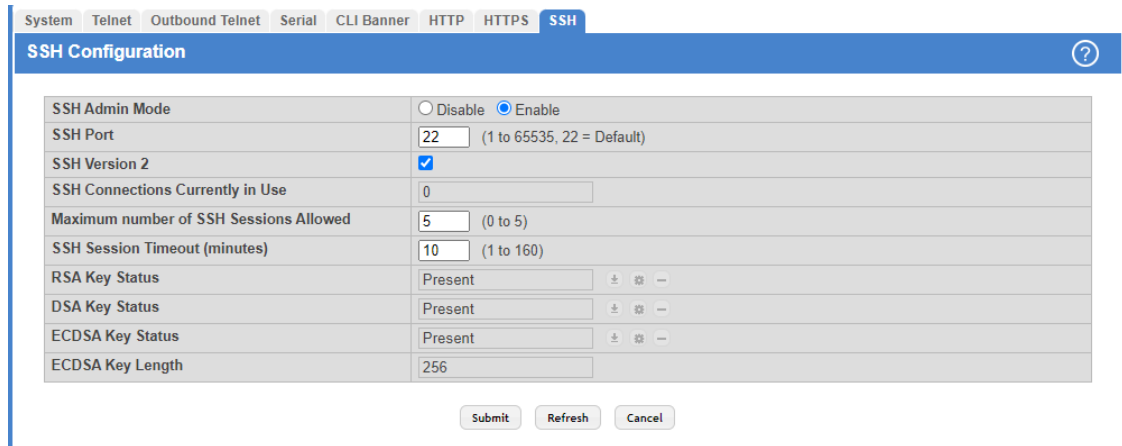 System Telnet Outbound Telnet Serial CLI Banner HTTP HTTPS SSH
SSH Configuration ?
SSH Admin Mode Disable Enable
SSH Port 22 (1 to 65535, 22 = Default)
SSH Version 2
SSH Connections Currently in Use 0
Maximum number of SSH Sessions Allowed 5 (0 to 5)
SSH Session Timeout (minutes) 10 (1 to 160)
RSA Key Status Present
DSA Key Status Present
ECDSA Key Status Present
ECDSA Key Length 256
Submit Refresh Cancel